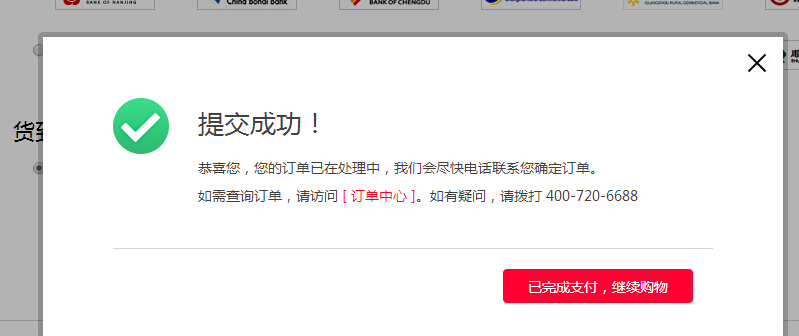 BANK OF NANJING
China Bohai Bank
BANK OF CHENGDU
GUANGZHOU RURAL COMMERCIAL BANK
提交成功！
恭喜您，您的订单已在处理中，我们会尽快电话联系您确定订单。
如需查询订单，请访问 [ 订单中心 ]。如有疑问，请拨打 400-720-6688
已完成支付，继续购物